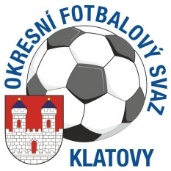 OKRESNÍ FOTBALOVÝ SVAZ
KLATOVY